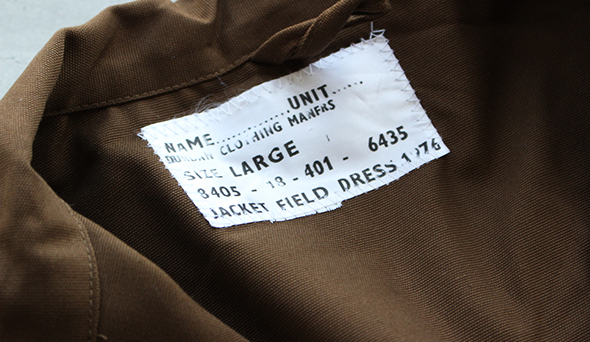 NAME..........UNIT......
DUNCAN CLOTHING MANFRS
SIZE LARGE
8405 - 18 - 401 - 6435
JACKET FIELD DRESS 1976